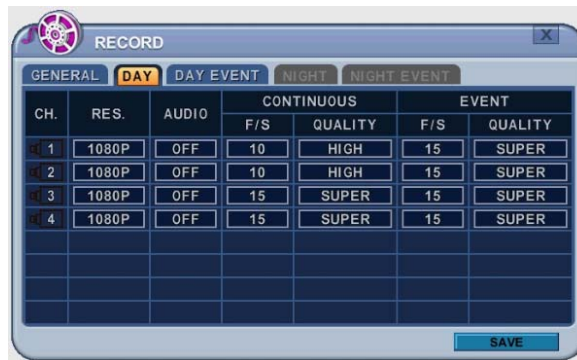 RECORD X
GENERAL DAY DAY EVENT NIGHT NIGHT EVENT
CH. RES. AUDIO CONTINUOUS EVENT
F/S QUALITY F/S QUALITY
1 1080P OFF 10 HIGH 15 SUPER
2 1080P OFF 10 HIGH 15 SUPER
3 1080P OFF 15 SUPER 15 SUPER
4 1080P OFF 15 SUPER 15 SUPER
SAVE